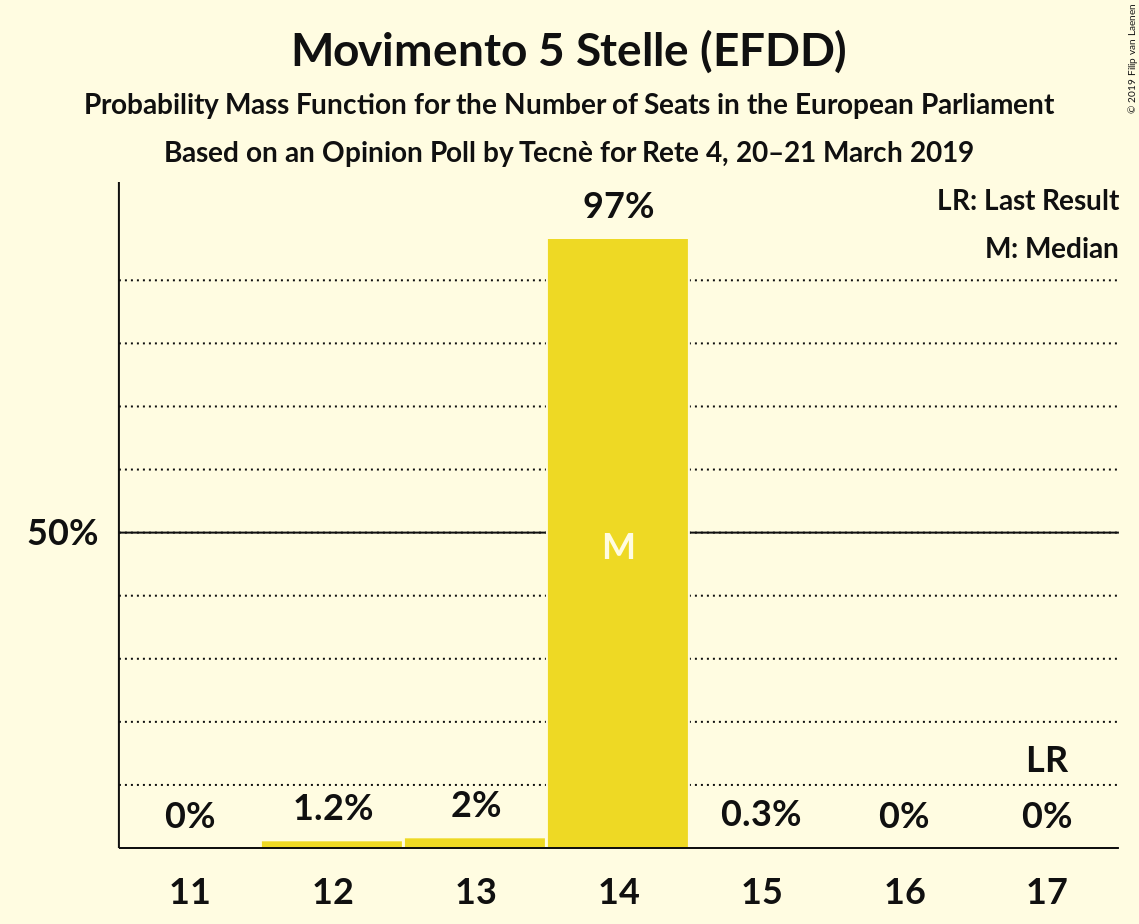 Movimento 5 Stelle (EFDD)
Probability Mass Function for the Number of Seats in the European Parliament
Based on an Opinion Poll by Tecnè for Rete 4, 20–21 March 2019
© 2019 Filip van Laenen
LR: Last Result
M: Median
97%
50%
M
LR
0% 1.2% 2% 0.3% 0% 0%
11 12 13 14 15 16 17